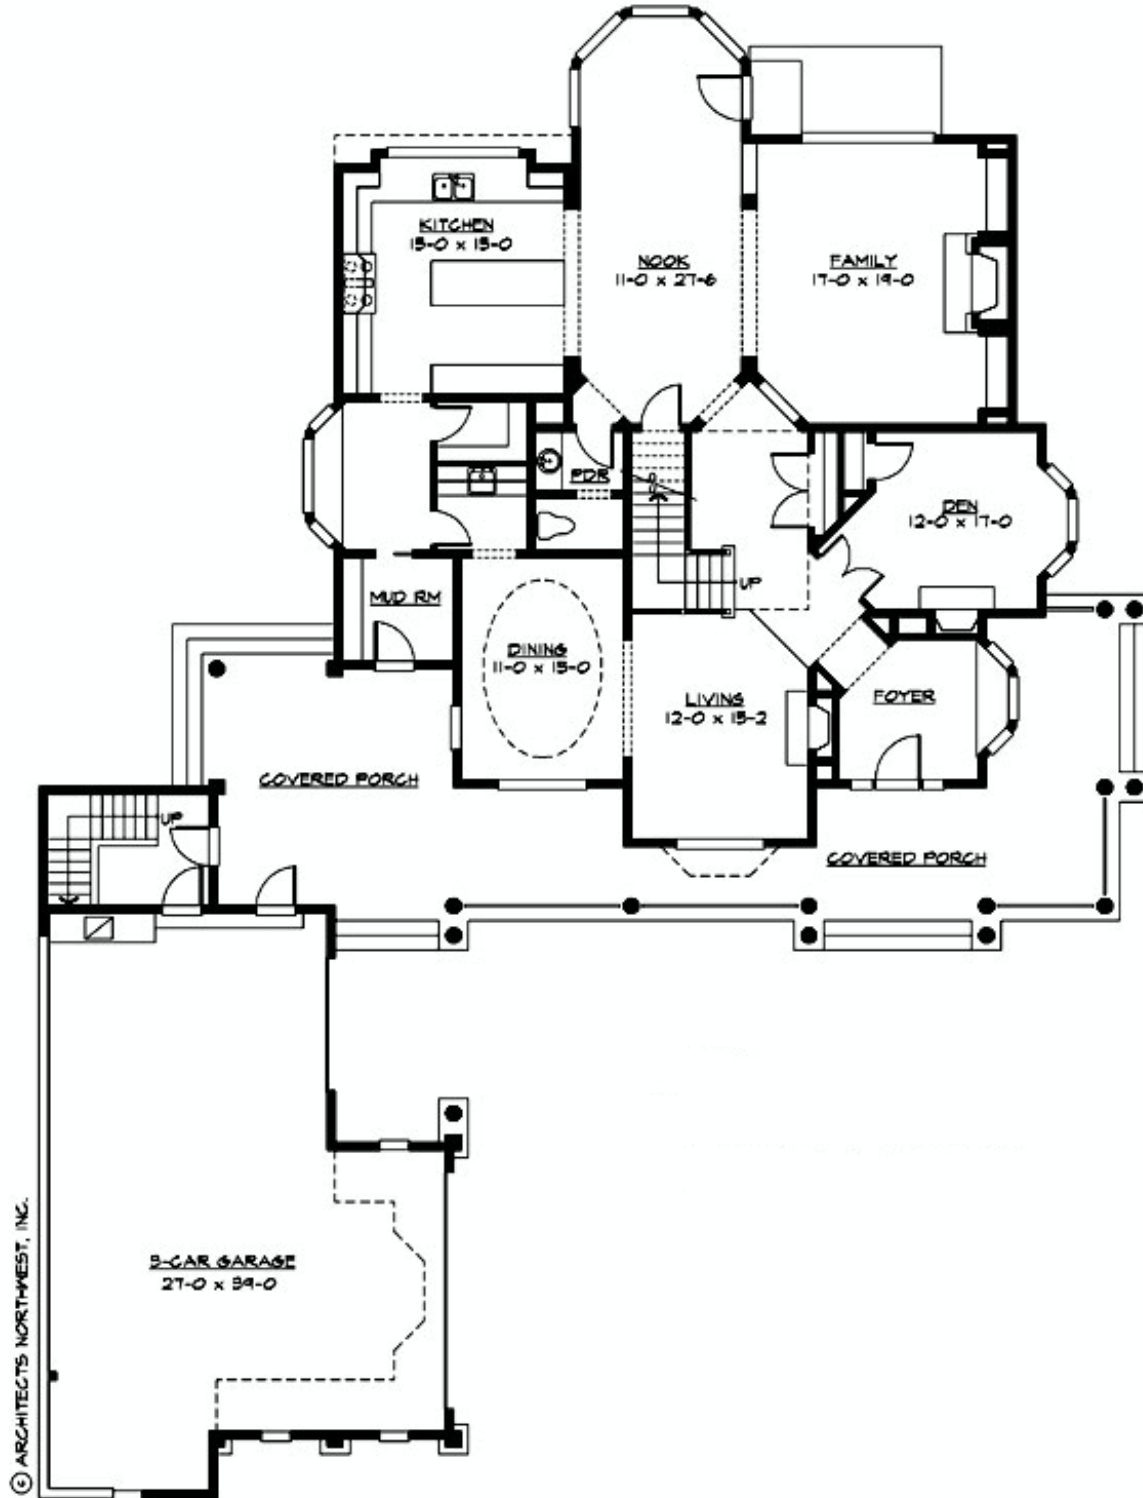 KITCHEN
15-0 x 15-0
NOOK
11-0 x 27-6
FAMILY
17-0 x 19-0
PDR
DEN
12-0 x 17-0
UP
MUD RM
DINING
11-0 x 15-0
LIVING
12-0 x 15-2
FOYER
COVERED PORCH
UP
COVERED PORCH
3-CAR GARAGE
27-0 x 39-0
© ARCHITECTS NORTHWEST, INC.